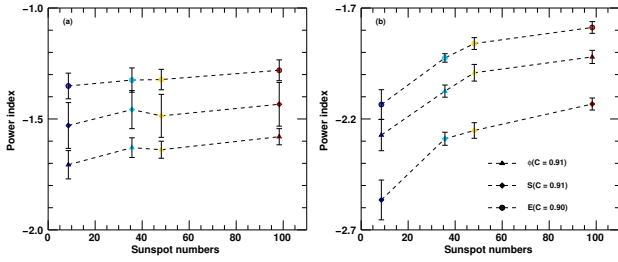 (a)
Power index
−1.0
−1.5
−2.0
0 20 40 60 80 100
Sunspot numbers
(b)
Power index
−1.7
−2.2
−2.7
0 20 40 60 80 100
Sunspot numbers
ϕ(C = 0.91)
S(C = 0.91)
E(C = 0.90)